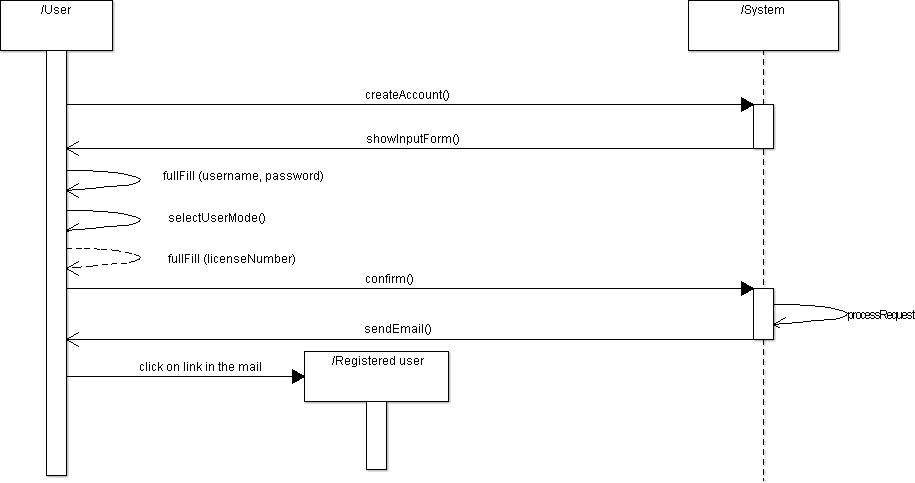 /User
/System
createAccount()
showInputForm()
fullFill (username, password)
selectUserMode()
fullFill (licenseNumber)
confirm()
processRequest
sendEmail()
/Registered user
click on link in the mail